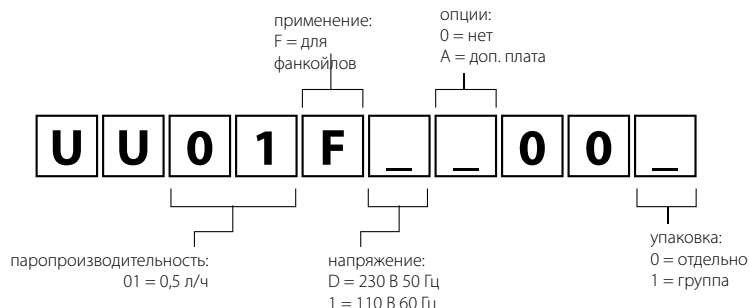 применение:
F = для
фанкойлов
опции:
0 = нет
A = доп. плата
U U 0 1 F _ _ 0 0 _
паропроизводительность:
01 = 0,5 л/ч
напряжение:
D = 230 В 50 Гц
1 = 110 В 60 Гц
упаковка:
0 = отдельно
1 = группа